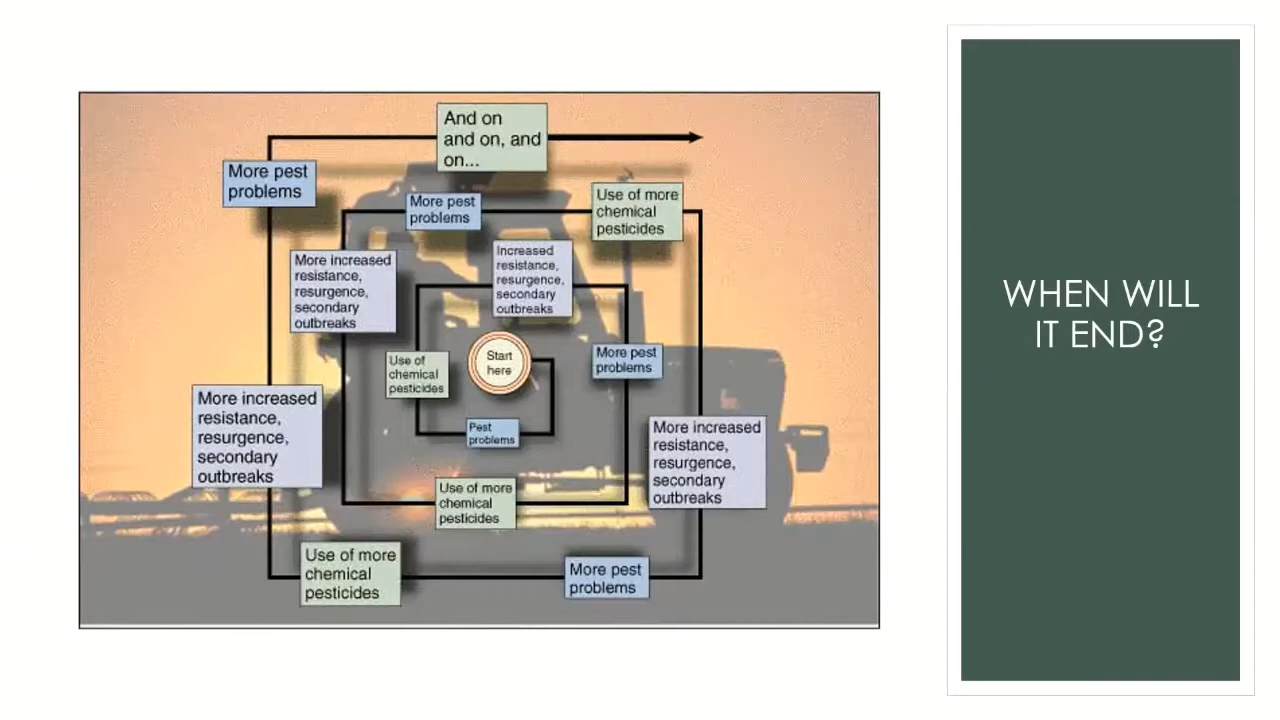 And on
and on, and
on...
More pest
problems
More pest
problems
Use of more
chemical
pesticides
Increased
resistance,
resurgence,
secondary
outbreaks
More increased
resistance,
resurgence,
secondary
outbreaks
Start
here
Use of
chemical
pesticides
More pest
problems
Pest
problems
More increased
resistance,
resurgence,
secondary
outbreaks
More increased
resistance,
resurgence,
secondary
outbreaks
Use of more
chemical
pesticides
Use of more
chemical
pesticides
More pest
problems
WHEN WILL
IT END?